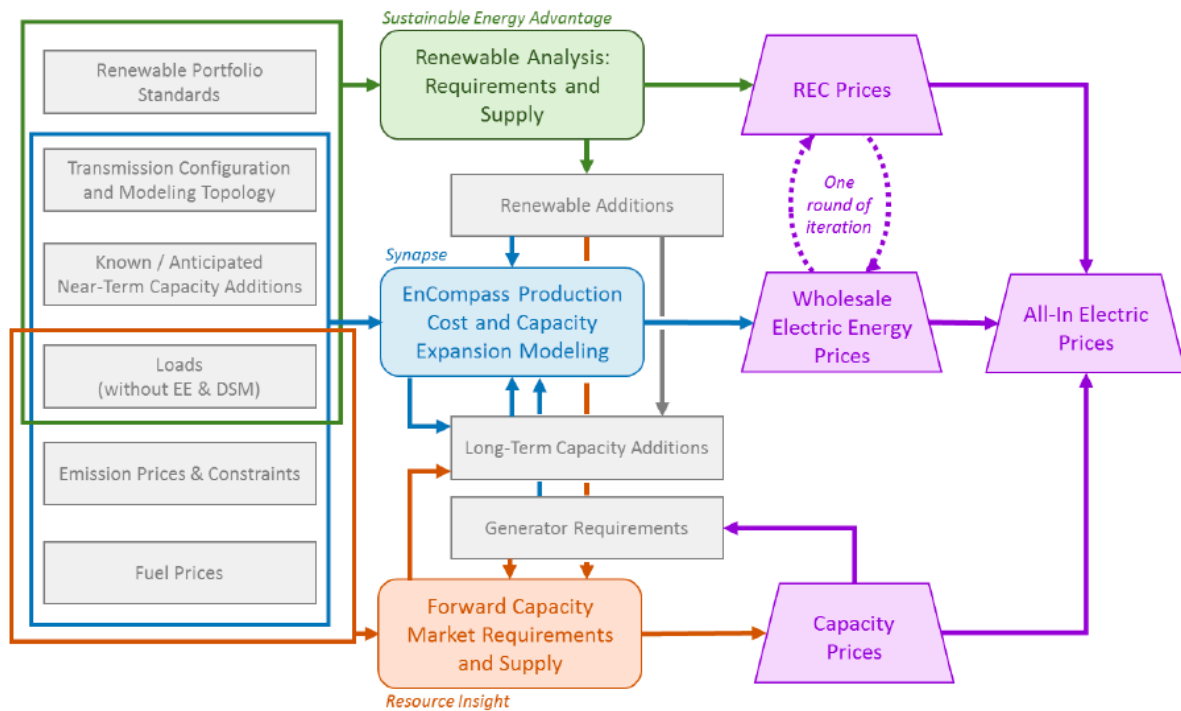 Sustainable Energy Advantage
Renewable Portfolio
Standards
Renewable Analysis:
Requirements and
Supply
REC Prices
Transmission Configuration
and Modeling Topology
Renewable Additions
One
round of
iteration
Known / Anticipated
Near-Term Capacity Additions
Synapse
EnCompass Production
Cost and Capacity
Expansion Modeling
Wholesale
Electric Energy
Prices
All-In Electric
Prices
Loads
(without EE & DSM)
Long-Term Capacity Additions
Emission Prices & Constraints
Generator Requirements
Fuel Prices
Forward Capacity
Market Requirements
and Supply
Capacity
Prices
Resource Insight